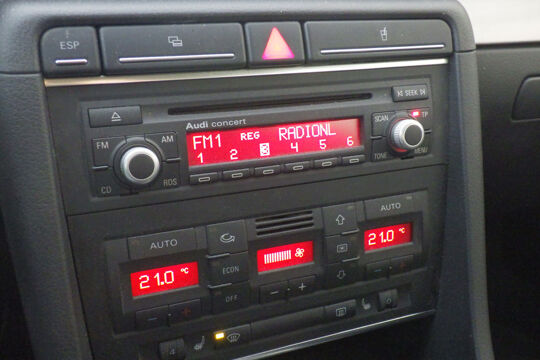 ESP
SEEK
Audi concert
FM AM
CD RDS
FM1 REG RADIONL
1 2 3 4 5 6
SCAN TP
TONE MENU
AUTO
21.0 °C
ECON
OFF
AUTO
21.0 °C
- +
- +
- +
4